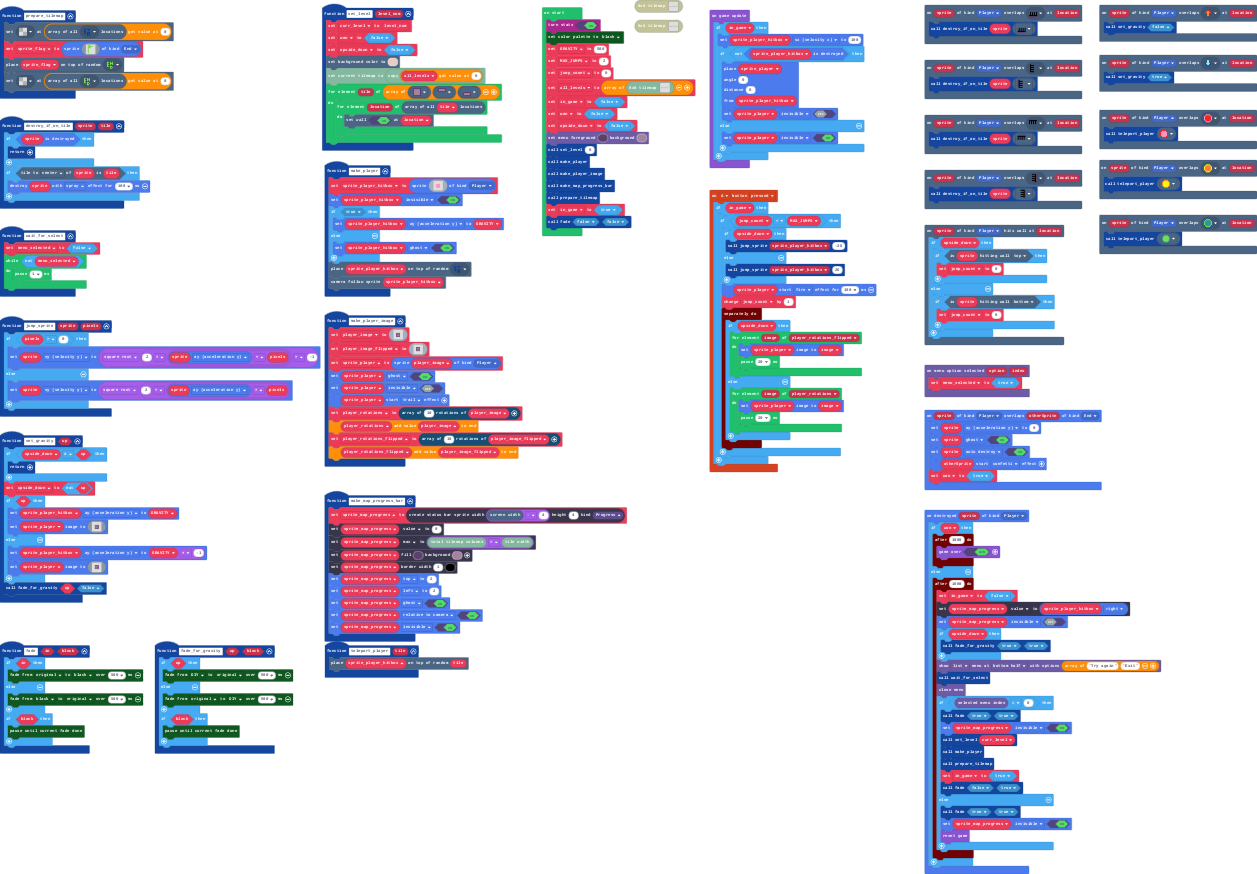 function prepare_tilemap
set at array of all locations get value at 0
set sprite_flag to sprite of kind End
place sprite_flag on top of random
set at array of all locations get value at 0
function destroy_if_on_tile sprite tile
if sprite is destroyed then
return
if tile to center of sprite is tile
destroy sprite with spray effect for 100 ms
function wait_for_select
set menu_selected to false
while not menu_selected
do
pause 1 ms
function jump_sprite sprite pixels
if pixels > 0 then
set sprite vy (velocity y) to square root 2 × sprite ay (acceleration y) × pixels × -1
else
set sprite vy (velocity y) to square root 2 × sprite ay (acceleration y) × pixels
function set_gravity up
if upside_down = up then
return
set upside_down to not up
if up then
set sprite_player_hitbox ay (acceleration y) to GRAVITY
set sprite_player image to
else
set sprite_player_hitbox ay (acceleration y) to GRAVITY × -1
set sprite_player image to
call fade_for_gravity up false
function fade in block
if in then
fade from original to black over 500 ms
else
fade from black to original over 500 ms
if block then
pause until current fade done
function fade_for_gravity up block
if up then
fade from DIY to original over 500 ms
else
fade from original to DIY over 500 ms
if block then
pause until current fade done
function set_level level_num
set curr_level to level_num
set won to false
set upside_down to false
set background color to
set current tilemap to copy all_levels get value at 0
for element tile of array of
do
for element location of array of all tile locations
do
set wall on at location
function make_player
set sprite_player_hitbox to sprite of kind Player
set sprite_player_hitbox invisible on
if true then
set sprite_player_hitbox ay (acceleration y) to GRAVITY
else
set sprite_player_hitbox ghost on
place sprite_player_hitbox on top of random
camera follow sprite sprite_player_hitbox
function make_player_image
set player_image to
set player_image_flipped to
set sprite_player to sprite player_image of kind Player
set sprite_player ghost on
set sprite_player invisible off
sprite_player start trail effect
set player_rotations to array of 10 rotations of player_image
player_rotations add value player_image to end
set player_rotations_flipped to array of 10 rotations of player_image_flipped
player_rotations_flipped add value player_image_flipped to end
function make_map_progress_bar
set sprite_map_progress to create status bar sprite width screen width - 4 height kind Progress
set sprite_map_progress value to 0
set sprite_map_progress max to total tilemap columns × tile width
set sprite_map_progress fill background
set sprite_map_progress border width 1
set sprite_map_progress top to 2
set sprite_map_progress left to 2
set sprite_map_progress ghost on
set sprite_map_progress relative to camera on
set sprite_map_progress invisible on
function teleport_player tile
place sprite_player_hitbox on top of random tile
on start
turn stats on
set color palette to black
set GRAVITY to 500
set MAX_JUMPS to
set jump_count to 0
set all_levels to array of
set in_game to false
set won to false
set upside_down to false
set menu foreground background
call set_level 0
call make_player
call make_player_image
call make_map_progress_bar
call prepare_tilemap
set in_game to true
call fade false false
on game update
if in_game then
set sprite_player_hitbox vx (velocity x) to 100
if not sprite_player_hitbox is destroyed then
place sprite_player
angle 0
distance 0
from sprite_player_hitbox
set sprite_player invisible off
else
set sprite_player invisible on
on A button pressed
if in_game then
if jump_count < MAX_JUMPS then
if upside_down then
call jump_sprite sprite_player_hitbox
else
call jump_sprite sprite_player_hitbox
sprite_player start fire effect for 100 ms
change jump_count by 1
separately do
if upside_down then
for element image of player_rotations_flipped
do set sprite_player image to image
pause 20 ms
else
for element image of player_rotations
do set sprite_player image to image
pause 20 ms
on sprite of kind Player overlaps at location
call destroy_if_on_tile sprite
on sprite of kind Player overlaps at location
call destroy_if_on_tile sprite
on sprite of kind Player overlaps at location
call destroy_if_on_tile sprite
on sprite of kind Player overlaps at location
call destroy_if_on_tile sprite
on sprite of kind Player hits wall at location
if upside_down then
if is sprite hitting wall top then
set jump_count to 0
else
if is sprite hitting wall bottom then
set jump_count to 0
on menu option selected option index
set menu_selected to true
on sprite of kind Player overlaps otherSprite of kind End
set sprite ay (acceleration y) to 0
set sprite ghost on
set sprite auto destroy on
otherSprite start confetti effect
set won to true
on destroyed sprite of kind Player
if won then
after 1000 do
game over
else
after 1000 do
set in_game to false
set sprite_map_progress value to sprite_player_hitbox right
set sprite_map_progress invisible off
if upside_down then
call fade_for_gravity true true
show list menu at bottom half with options array of "Try again" "Exit"
call wait_for_select
close menu
if selected menu index = 0 then
call fade true true
set sprite_map_progress invisible on
call set_level curr_level
call make_player
call prepare_tilemap
set in_game to true
call fade false true
else
call fade true true
set sprite_map_progress invisible on
reset game
on sprite of kind Player overlaps at location
call set_gravity false
on sprite of kind Player overlaps at location
call set_gravity true
on sprite of kind Player overlaps at location
call teleport_player
on sprite of kind Player overlaps at location
call teleport_player
on sprite of kind Player overlaps at location
call teleport_player